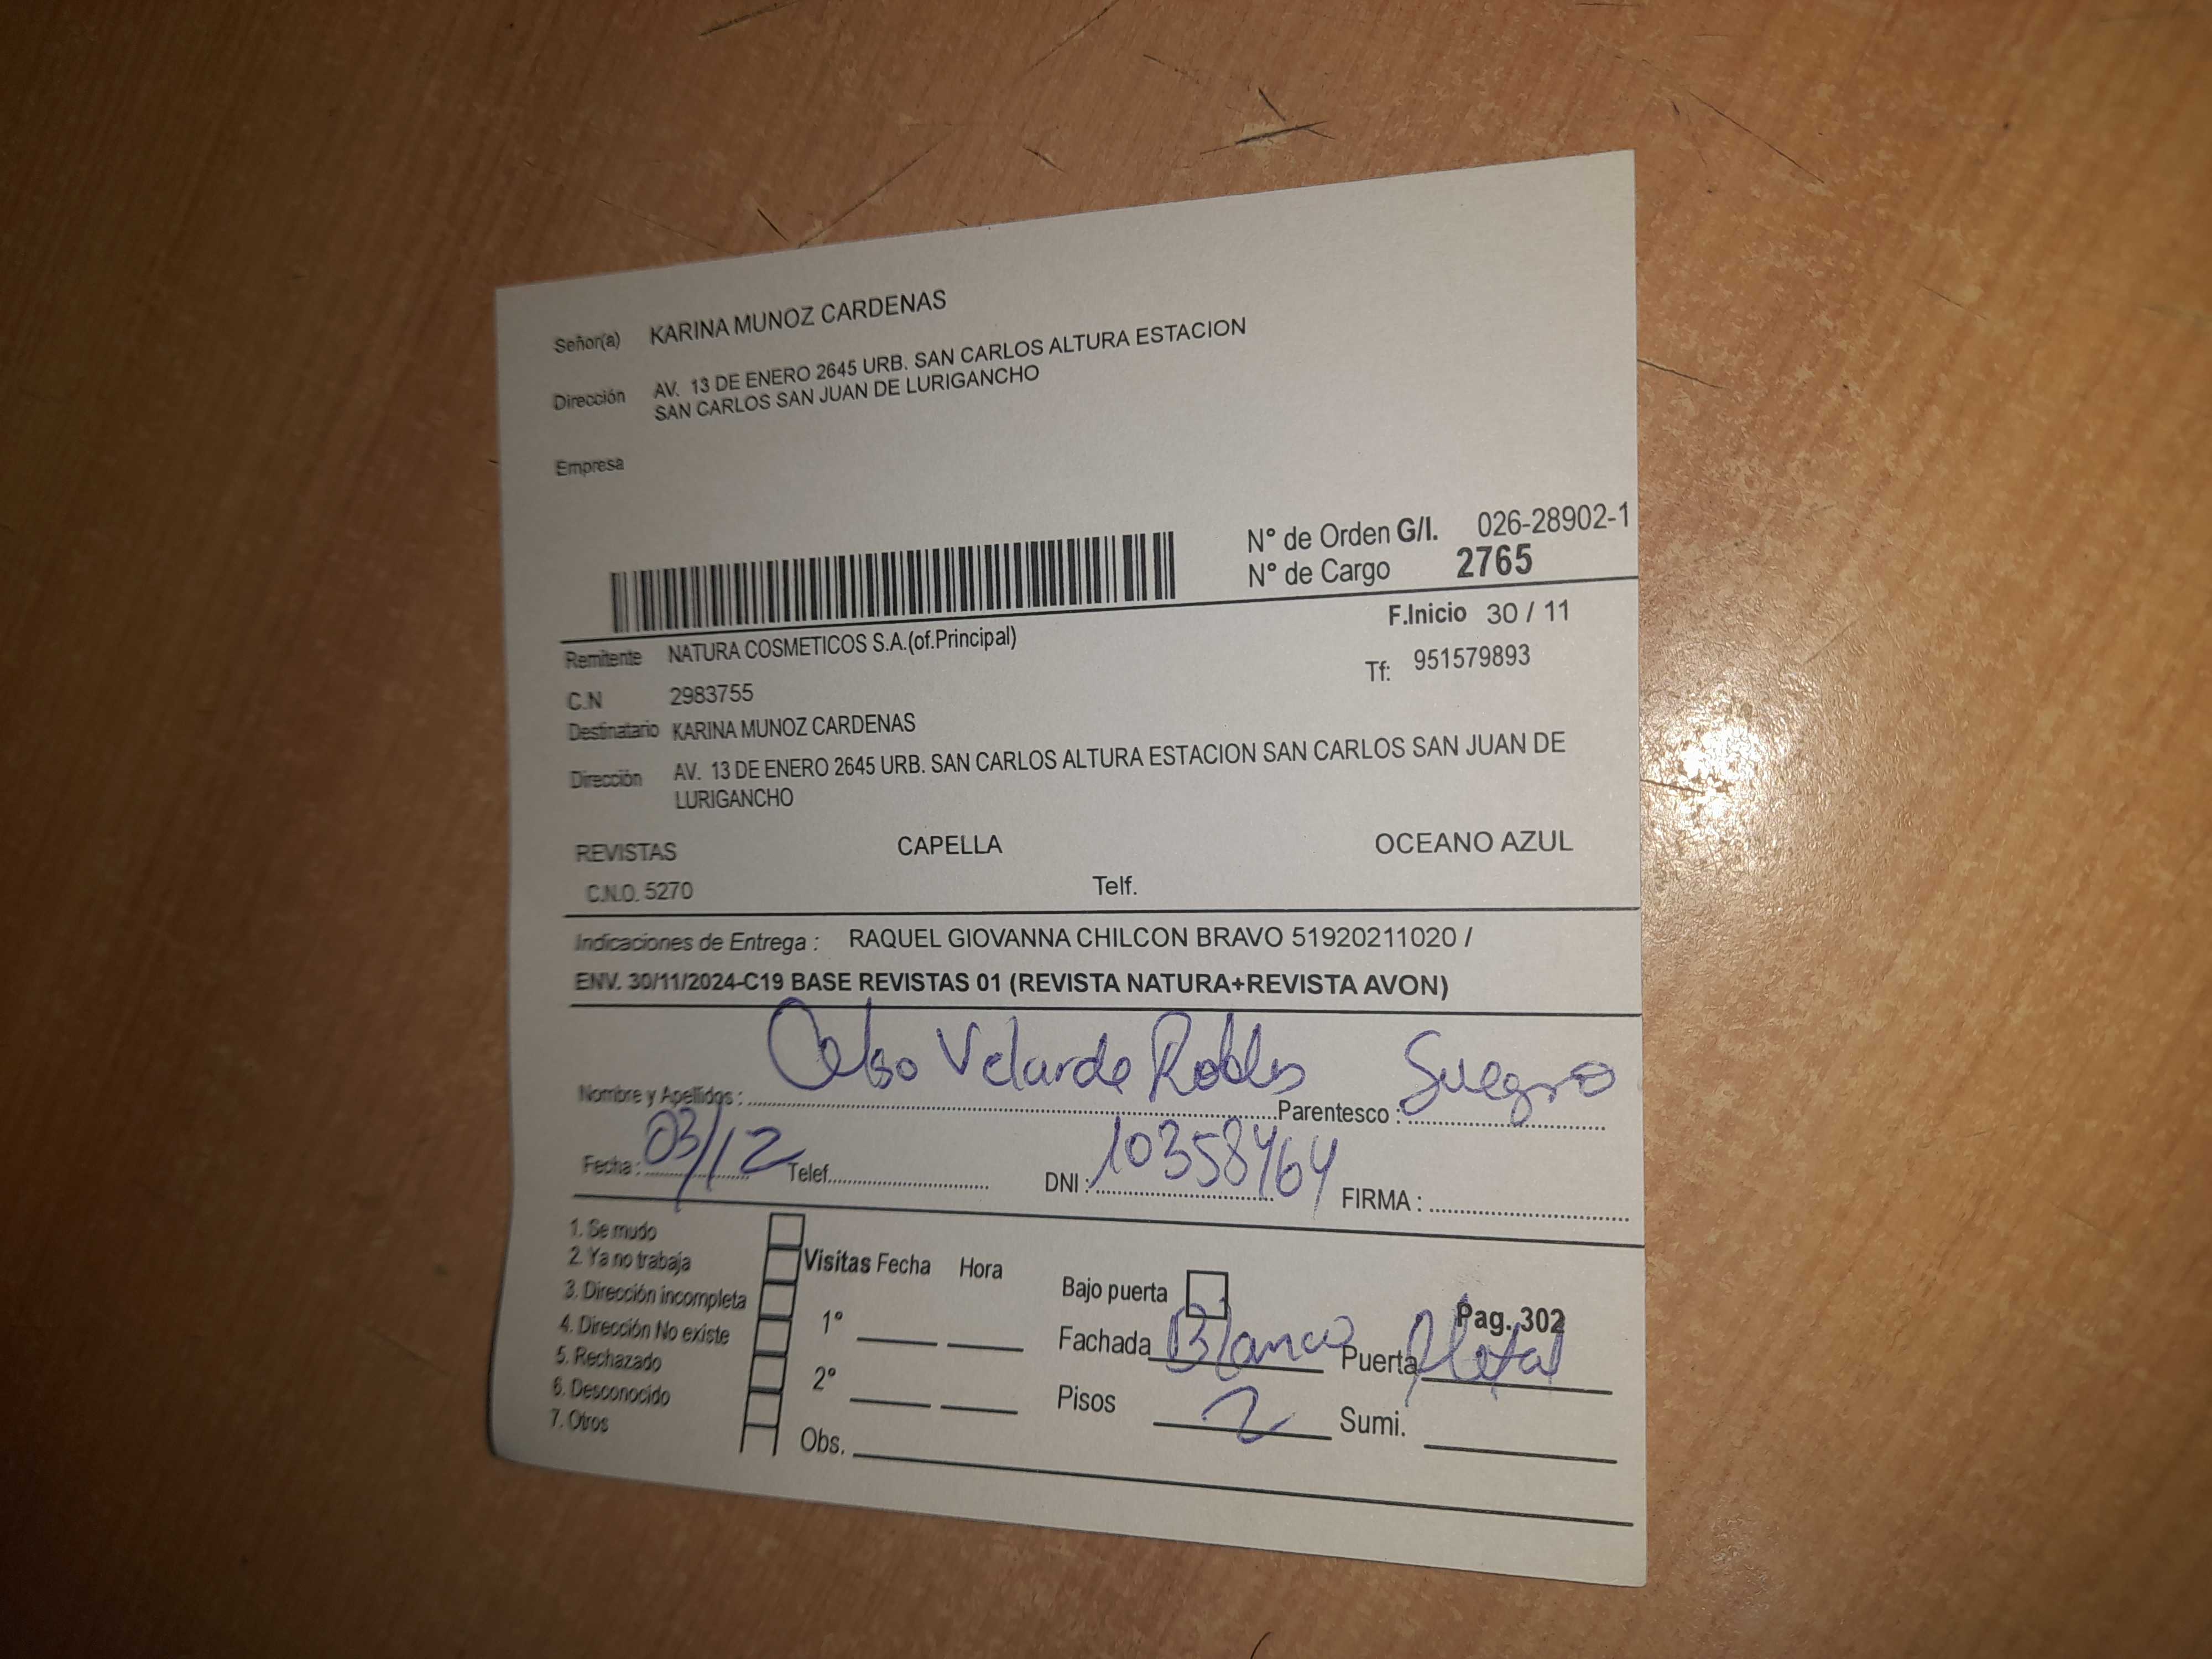 Señor(a) KARINA MUNOZ CARDENAS
Dirección AV. 13 DE ENERO 2645 URB. SAN CARLOS ALTURA ESTACION
SAN CARLOS SAN JUAN DE LURIGANCHO
Empresa
N° de Orden G/I. 026-28902-1
N° de Cargo 2765
F.Inicio 30 / 11
Remitente NATURA COSMETICOS S.A.(of.Principal)
Tf: 951579893
C.N 2983755
Destinatario KARINA MUNOZ CARDENAS
Dirección AV. 13 DE ENERO 2645 URB. SAN CARLOS ALTURA ESTACION SAN CARLOS SAN JUAN DE
LURIGANCHO
REVISTAS CAPELLA OCEANO AZUL
C.N.O. 5270 Telf.
Indicaciones de Entrega : RAQUEL GIOVANNA CHILCON BRAVO 51920211020 /
ENV. 30/11/2024-C19 BASE REVISTAS 01 (REVISTA NATURA+REVISTA AVON)
Nombre y Apellidos : Celso Velarde Robles Parentesco : Suegro
Fecha : 03/12 Telef. DNI : 10358464 FIRMA :
1. Se mudo
2. Ya no trabaja
3. Dirección incompleta
4. Dirección No existe
5. Rechazado
6. Desconocido
7. Otros
Visitas Fecha Hora
1°
2°
Obs.
Bajo puerta
Pag. 302
Fachada Blanco Puerta Metal
Pisos 2 Sumi.